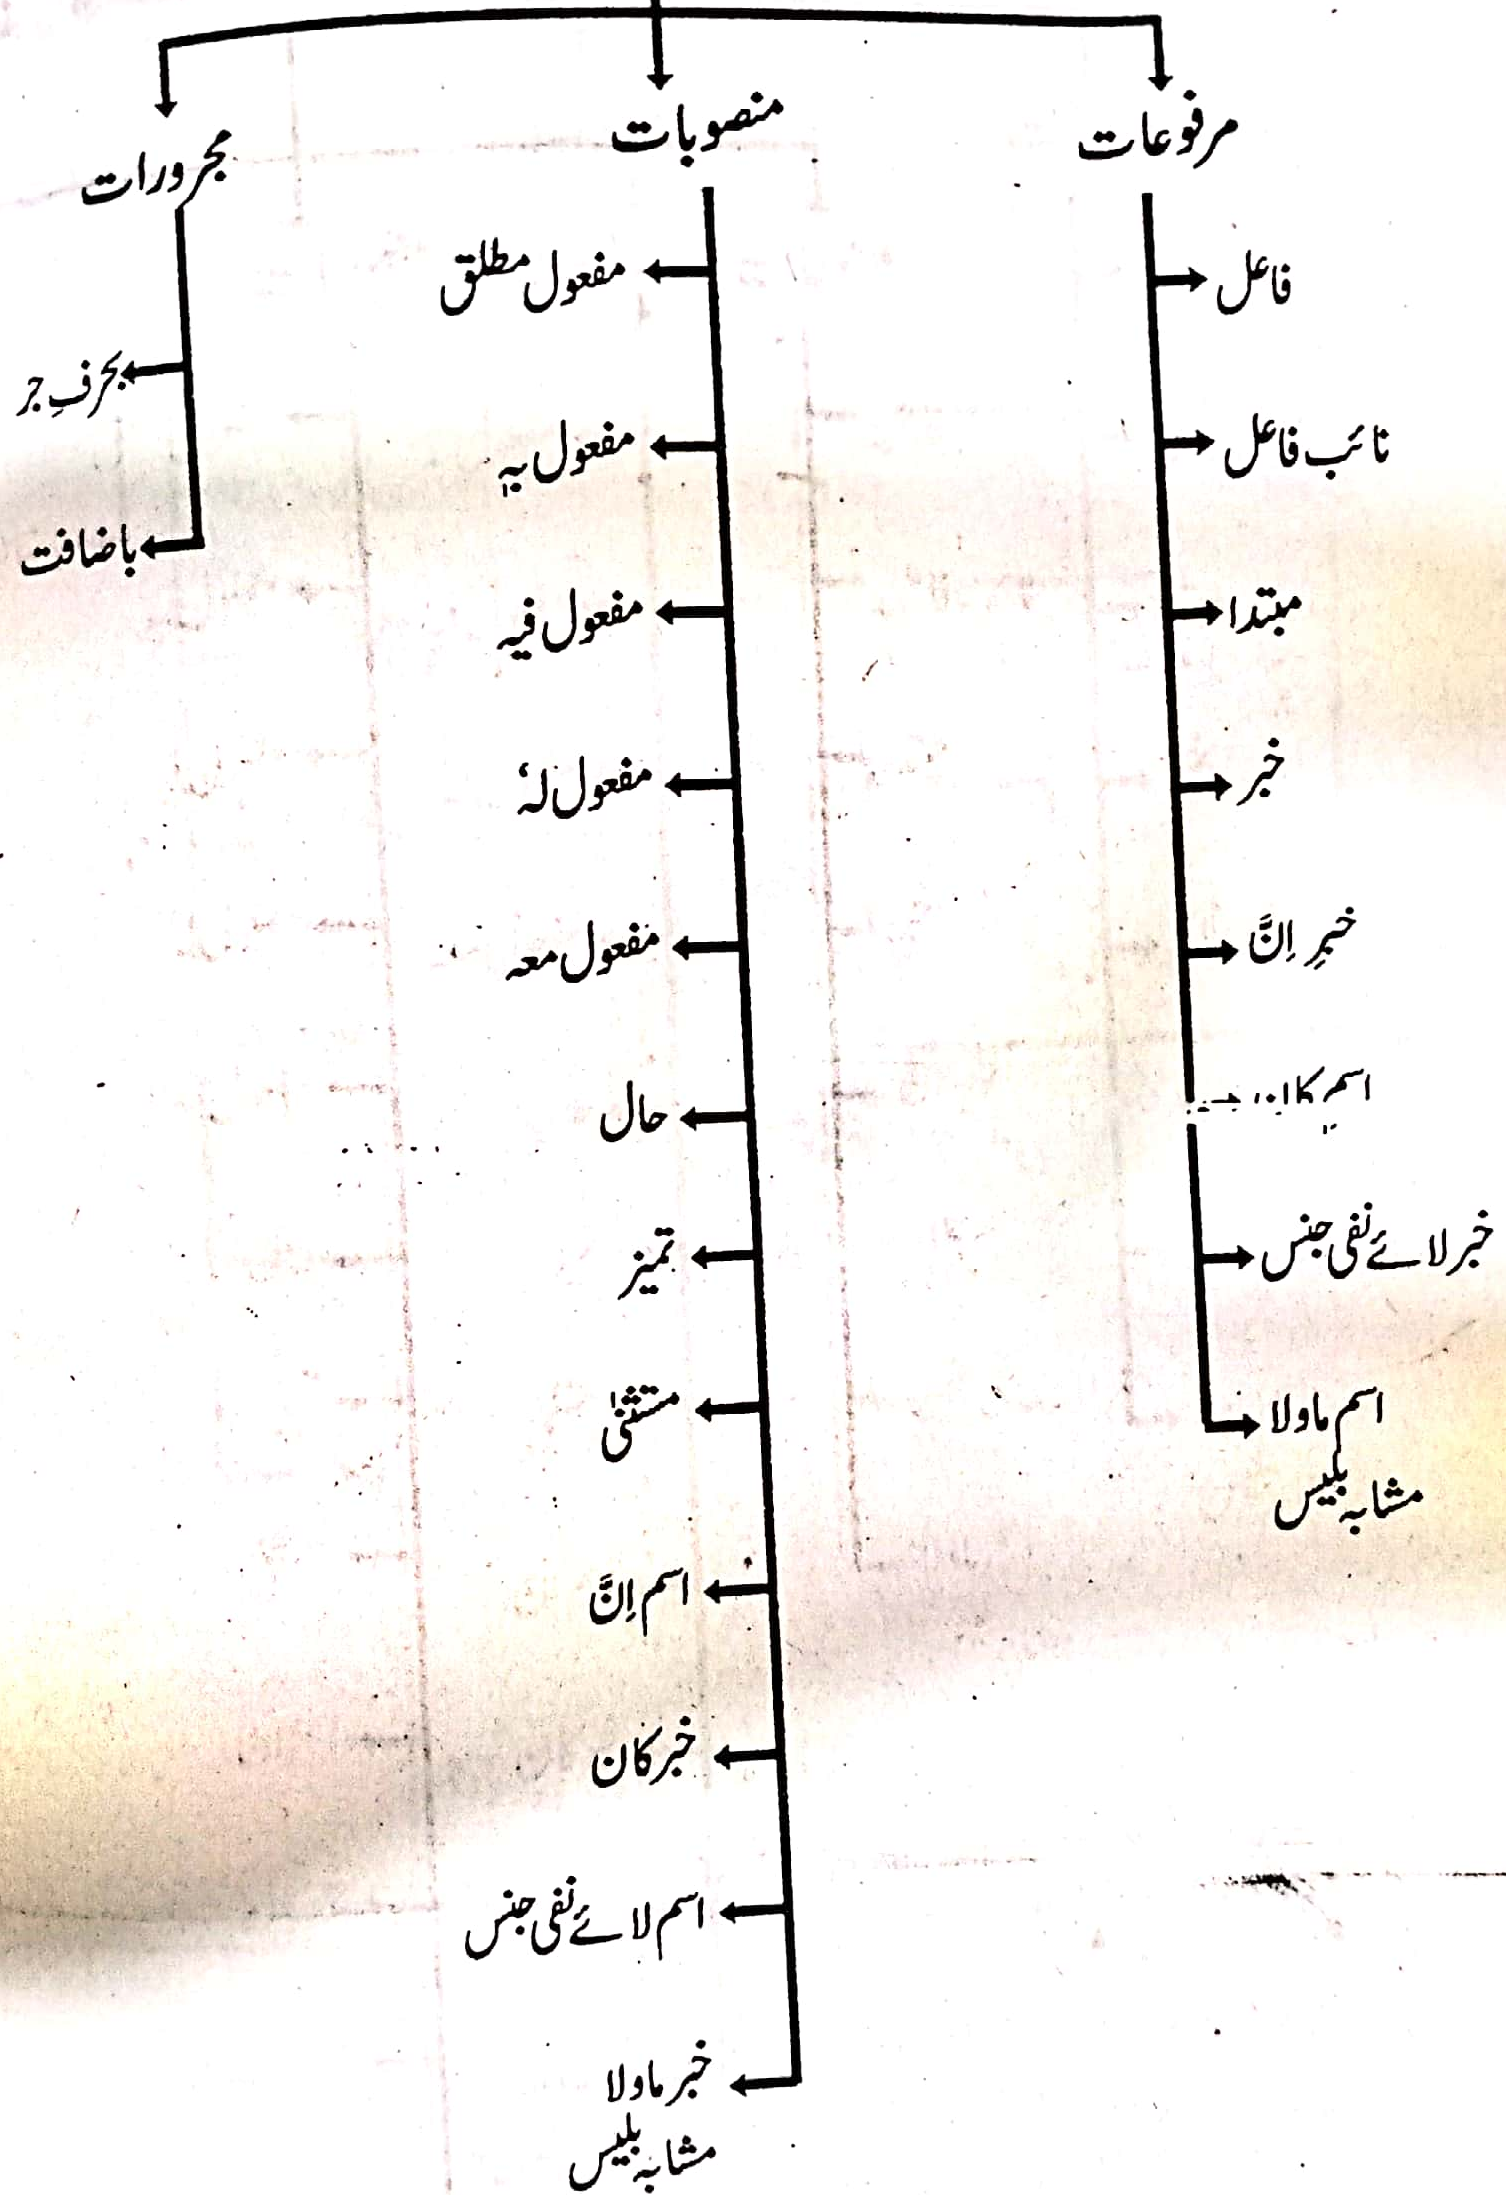 مرفوعات
فاعل
نائب فاعل
مبتدا
خبر
خبرِ اِنَّ
اسم کان
خبر لائے نفی جنس
اسم ماولا
مشابہ بلیس
منصوبات
مفعول مطلق
مفعول بہٖ
مفعول فیہ
مفعول لہٗ
مفعول معہ
حال
تمیز
مستثنیٰ
اسم اِنَّ
خبر کان
اسم لائے نفی جنس
خبر ماولا
مشابہ بلیس
مجرورات
بحرفِ جر
باضافت